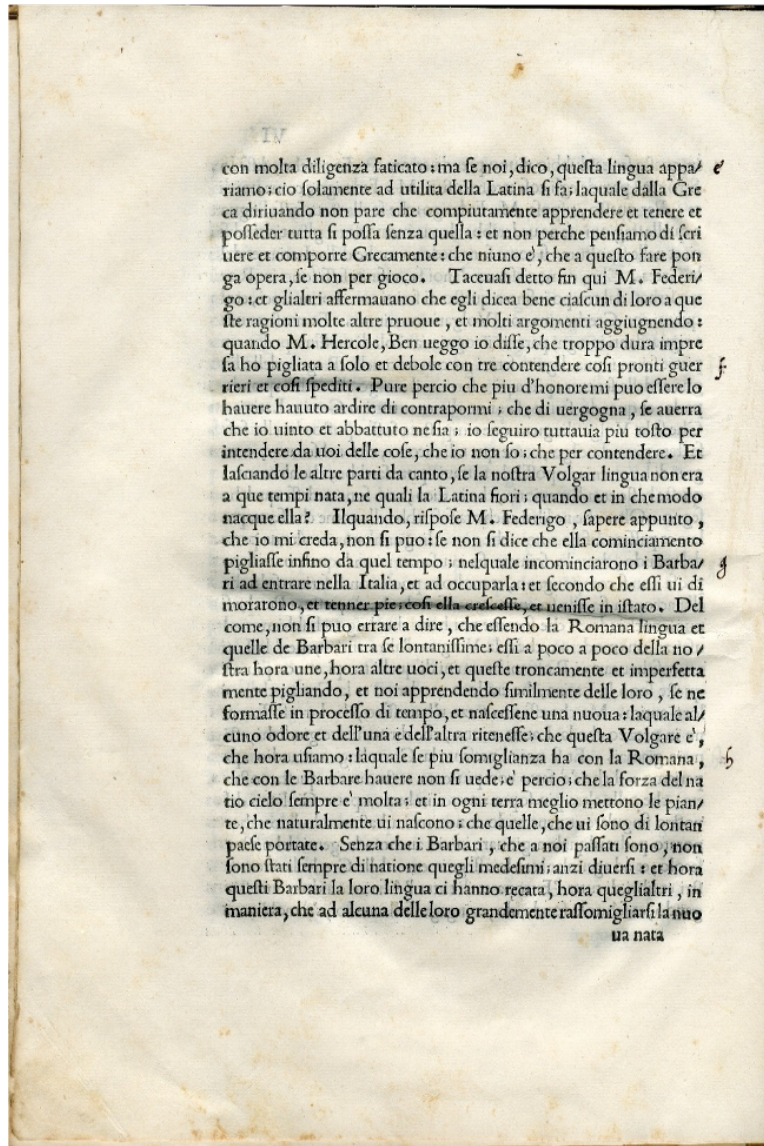 con molta diligenza faticato: ma se noi, dico, questa lingua appa/ e
riamo; cio solamente ad utilita della Latina si fa; laquale dalla Gre
ca diriuando non pare che compiutamente apprendere et tenere et
posseder tutta si possa senza quella: et non perche pensiamo di scri
uere et comporre Grecamente: che niuno e', che a questo fare pon
ga opera, se non per gioco. Taceuasi detto fin qui M. Federi/
go: et glialtri affermauano che egli dicea bene ciascun di loro a que
ste ragioni molte altre pruoue, et molti argomenti aggiugnendo:
quando M. Hercole, Ben ueggo io disse, che troppo dura impre
sa ho pigliata a solo et debole con tre contendere cosi pronti guer f
rieri et cosi spediti. Pure percio che piu d'honoremi puo essere lo
hauere hauuto ardire di contrapormi; che di uergogna, se auerra
che io uinto et abbattuto ne sia; io seguiro tuttauia piu tosto per
intendere da uoi delle cose, che io non so; che per contendere. Et
lasciando le altre parti da canto, se la nostra Volgar lingua non era
a que tempi nata, ne quali la Latina fiori; quando et in che modo
nacque ella? Ilquando, rispose M. Federigo, sapere appunto,
che io mi creda, non si puo: se non si dice che ella cominciamento
pigliasse infino da quel tempo; nelquale incominciarono i Barba/ g
ri ad entrare nella Italia, et ad occuparla: et secondo che essi ui di
morarono, et tenner pie; cosi ella crescesse, et uenisse in istato. Del
come, non si puo errare a dire, che essendo la Romana lingua et
quelle de Barbari tra se lontanissime; essi a poco a poco della no /
stra hora une, hora altre uoci, et queste troncamente et imperfetta
mente pigliando, et noi apprendendo similmente delle loro, se ne
formasse in processo di tempo, et nascessene una nuoua: laquale al/
cuno odore et dell'una e dell'altra ritenesse; che questa Volgare e',
che hora usiamo: laquale se piu somiglianza ha con la Romana, h
che con le Barbare hauere non si uede; e' percio; che la forza del na
tio cielo sempre e' molta; et in ogni terra meglio mettono le pian/
te, che naturalmente ui nascono; che quelle, che ui sono di lontan
paese portate. Senza che i Barbari, che a noi passati sono, non
sono stati sempre di natione quegli medesimi; anzi diuersi: et hora
questi Barbari la loro lingua ci hanno recata, hora queglialtri, in
maniera, che ad alcuna delle loro grandemente rassomigliarsi la nuo
ua nata